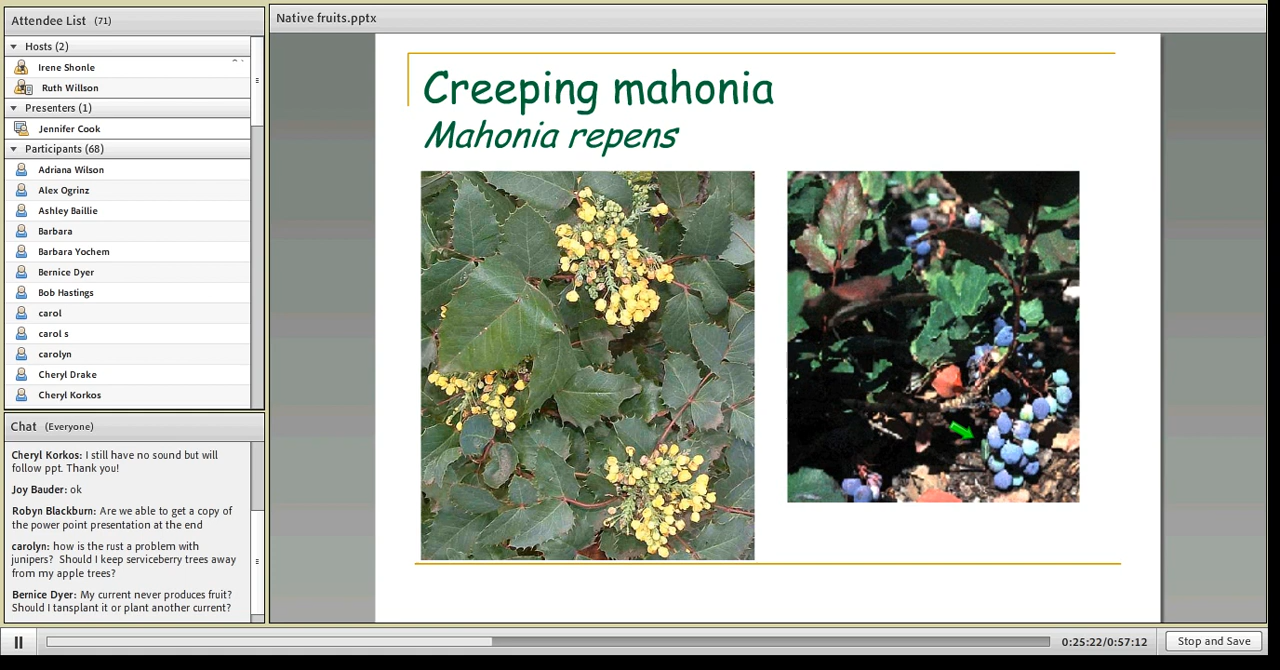 Attendee List (71)
Hosts (2)
Irene Shonle
Ruth Willson
Presenters (1)
Jennifer Cook
Participants (68)
Adriana Wilson
Alex Ogrinz
Ashley Baillie
Barbara
Barbara Yochem
Bernice Dyer
Bob Hastings
carol
carol s
carolyn
Cheryl Drake
Cheryl Korkos
Chat (Everyone)
Cheryl Korkos: I still have no sound but will
follow ppt. Thank you!
Joy Bauder: ok
Robyn Blackburn: Are we able to get a copy of
the power point presentation at the end
carolyn: how is the rust a problem with
junipers? Should I keep serviceberry trees away
from my apple trees?
Bernice Dyer: My current never produces fruit?
Should I tansplant it or plant another current?
Native fruits.pptx
Creeping mahonia
Mahonia repens
0:25:22/0:57:12
Stop and Save